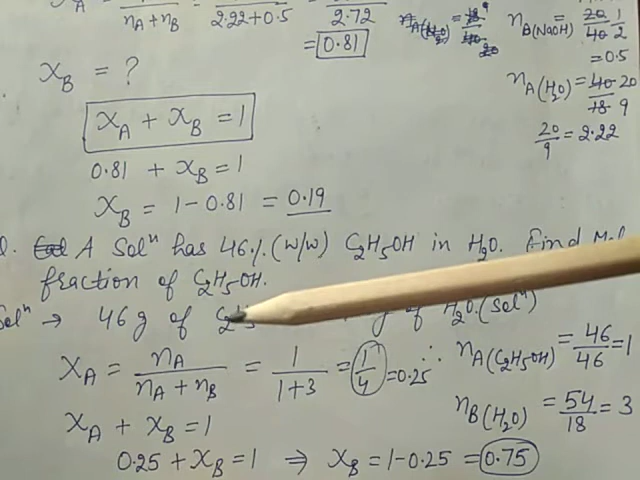 nA + nB 2.22+0.5 2.72 nA(H2O) = nB(NaOH) = 20/40 1/2
= 0.81 = 0.5
xB = ? nA(H2O) = 40/18 20/9
xA + xB = 1 20/9 = 2.22
0.81 + xB = 1
xB = 1 - 0.81 = 0.19
A Solⁿ has 46% (W/W) C2H5OH in H2O. Find
fraction of C2H5OH.
Solⁿ → 46 g of g of H2O (Solⁿ)
xA = nA/(nA + nB) = 1/(1+3) = 1/4 = 0.25 ∴ nA(C2H5OH) = 46/46 = 1
xA + xB = 1 nB(H2O) = 54/18 = 3
0.25 + xB = 1 ⇒ xB = 1-0.25 = 0.75